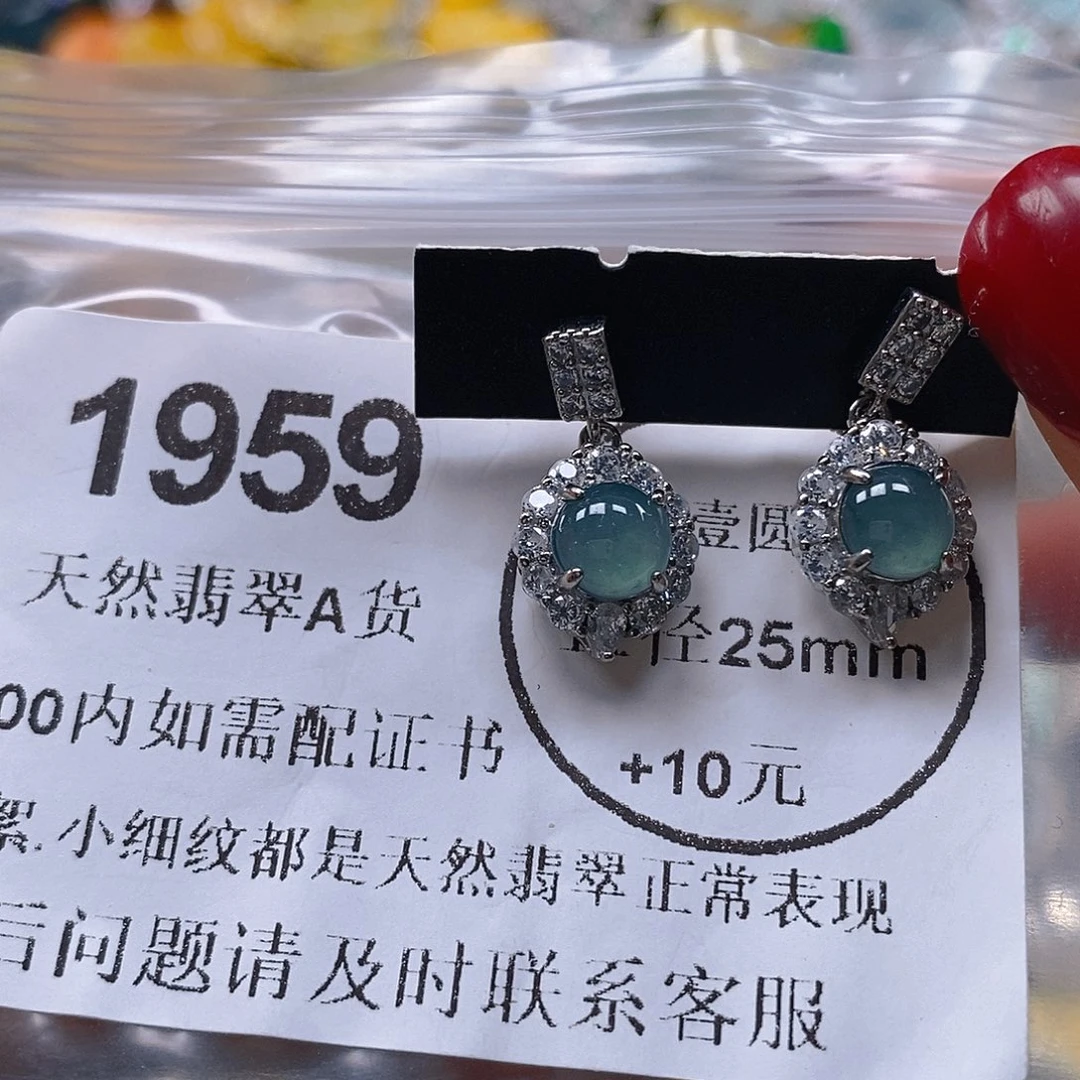 1959
天然翡翠A货
壹圆
径25mm
+10元
00内如需配证书
絮.小细纹都是天然翡翠正常表现
后问题请及时联系客服